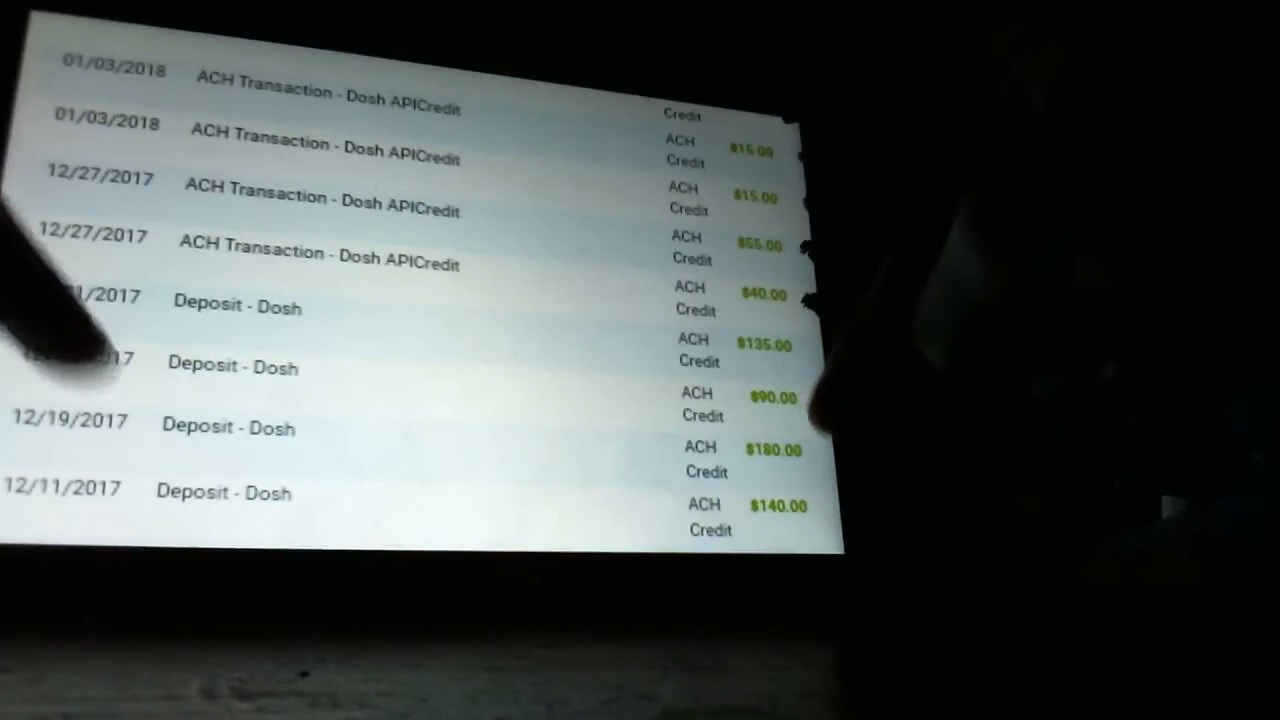 Credit
01/03/2018 ACH Transaction - Dosh APICredit ACH Credit $15.00
01/03/2018 ACH Transaction - Dosh APICredit ACH Credit $15.00
12/27/2017 ACH Transaction - Dosh APICredit ACH Credit $55.00
12/27/2017 ACH Transaction - Dosh APICredit ACH Credit $40.00
1/2017 Deposit - Dosh ACH Credit $135.00
17 Deposit - Dosh ACH Credit $90.00
12/19/2017 Deposit - Dosh ACH Credit $180.00
12/11/2017 Deposit - Dosh ACH Credit $140.00